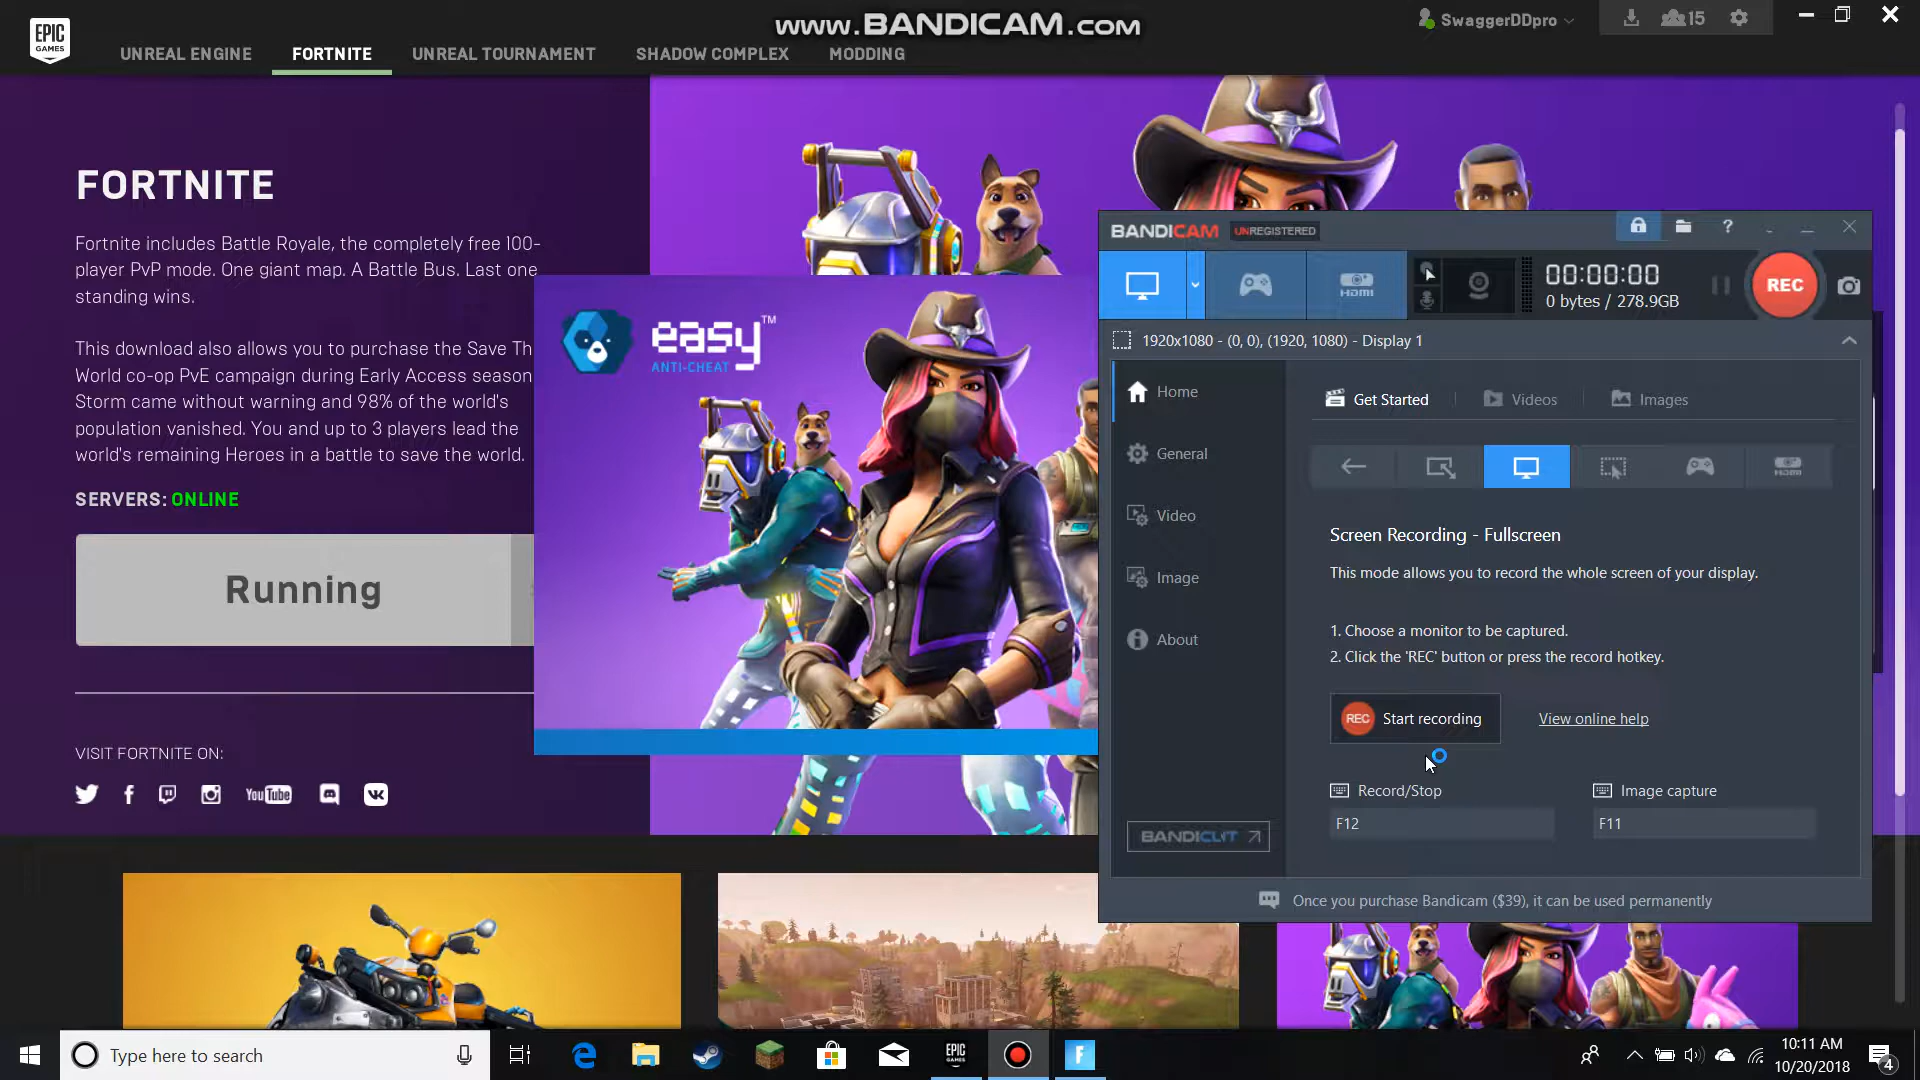 www.BANDICAM.com
EPIC GAMES
UNREAL ENGINE
FORTNITE
UNREAL TOURNAMENT
SHADOW COMPLEX
MODDING
SwaggerDDpro
15
FORTNITE
Fortnite includes Battle Royale, the completely free 100-
player PvP mode. One giant map. A Battle Bus. Last one
standing wins.
This download also allows you to purchase the Save Th
World co-op PvE campaign during Early Access season
Storm came without warning and 98% of the world's
population vanished. You and up to 3 players lead the
world's remaining Heroes in a battle to save the world.
SERVERS: ONLINE
Running
VISIT FORTNITE ON:
You Tube
easy™
ANTI-CHEAT
BANDICAM UNREGISTERED
HDMI
00:00:00
0 bytes / 278.9GB
REC
1920x1080 - (0, 0), (1920, 1080) - Display 1
Home
General
Video
Image
About
BANDICUT
Get Started
Videos
Images
HDMI
Screen Recording - Fullscreen
This mode allows you to record the whole screen of your display.
1. Choose a monitor to be captured.
2. Click the 'REC' button or press the record hotkey.
REC Start recording
View online help
Record/Stop
F12
Image capture
F11
Once you purchase Bandicam ($39), it can be used permanently
Type here to search
EPIC GAMES
10:11 AM
10/20/2018
4